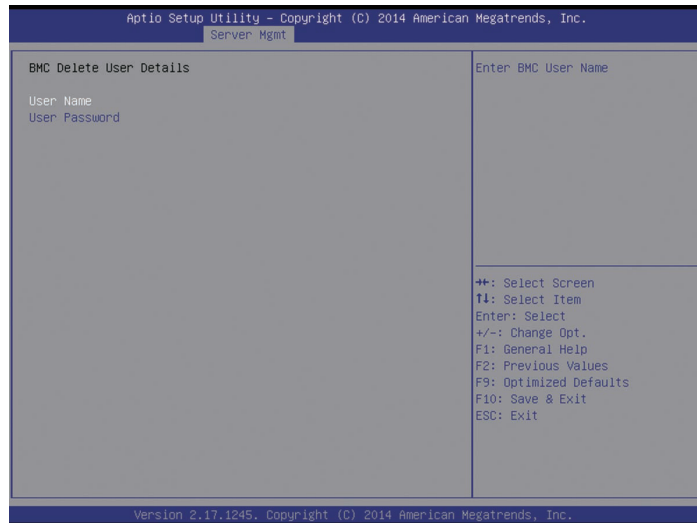 Aptio Setup Utility – Copyright (C) 2014 American Megatrends, Inc.
Server Mgmt
BMC Delete User Details
User Name
User Password
Enter BMC User Name
→←: Select Screen
↑↓: Select Item
Enter: Select
+/-: Change Opt.
F1: General Help
F2: Previous Values
F9: Optimized Defaults
F10: Save & Exit
ESC: Exit
Version 2.17.1245. Copyright (C) 2014 American Megatrends, Inc.